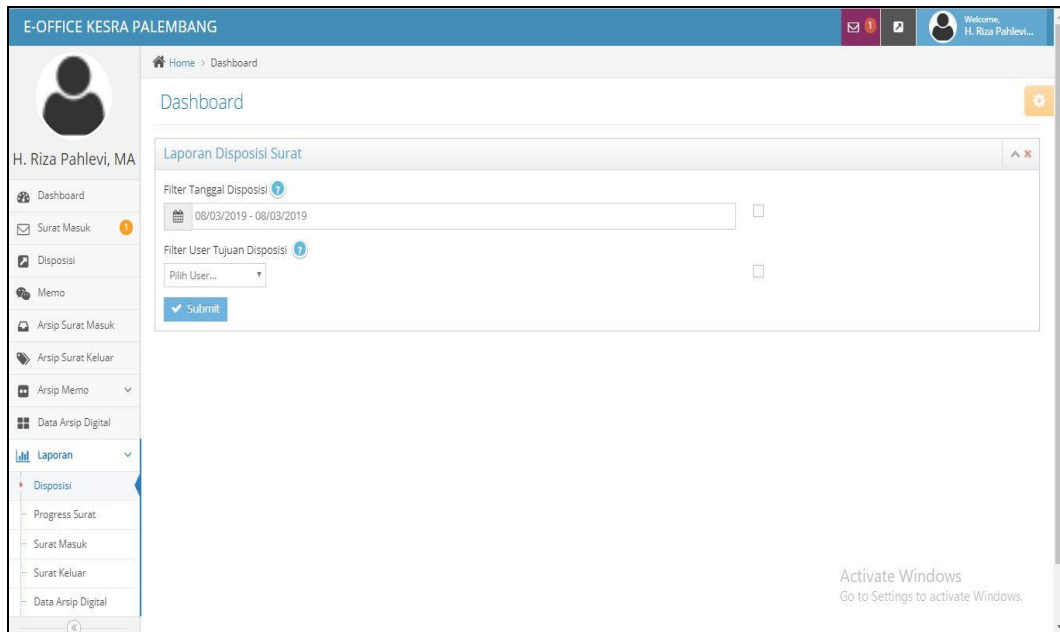 E-OFFICE KESRA PALEMBANG
1
Welcome,
H. Riza Pahlevi...
Home > Dashboard
Dashboard
H. Riza Pahlevi, MA
Dashboard
Surat Masuk 1
Disposisi
Memo
Arsip Surat Masuk
Arsip Surat Keluar
Arsip Memo
Data Arsip Digital
Laporan
Disposisi
Progress Surat
Surat Masuk
Surat Keluar
Data Arsip Digital
Laporan Disposisi Surat
Filter Tanggal Disposisi ?
08/03/2019 - 08/03/2019
Filter User Tujuan Disposisi ?
Pilih User...
Submit
Activate Windows
Go to Settings to activate Windows.